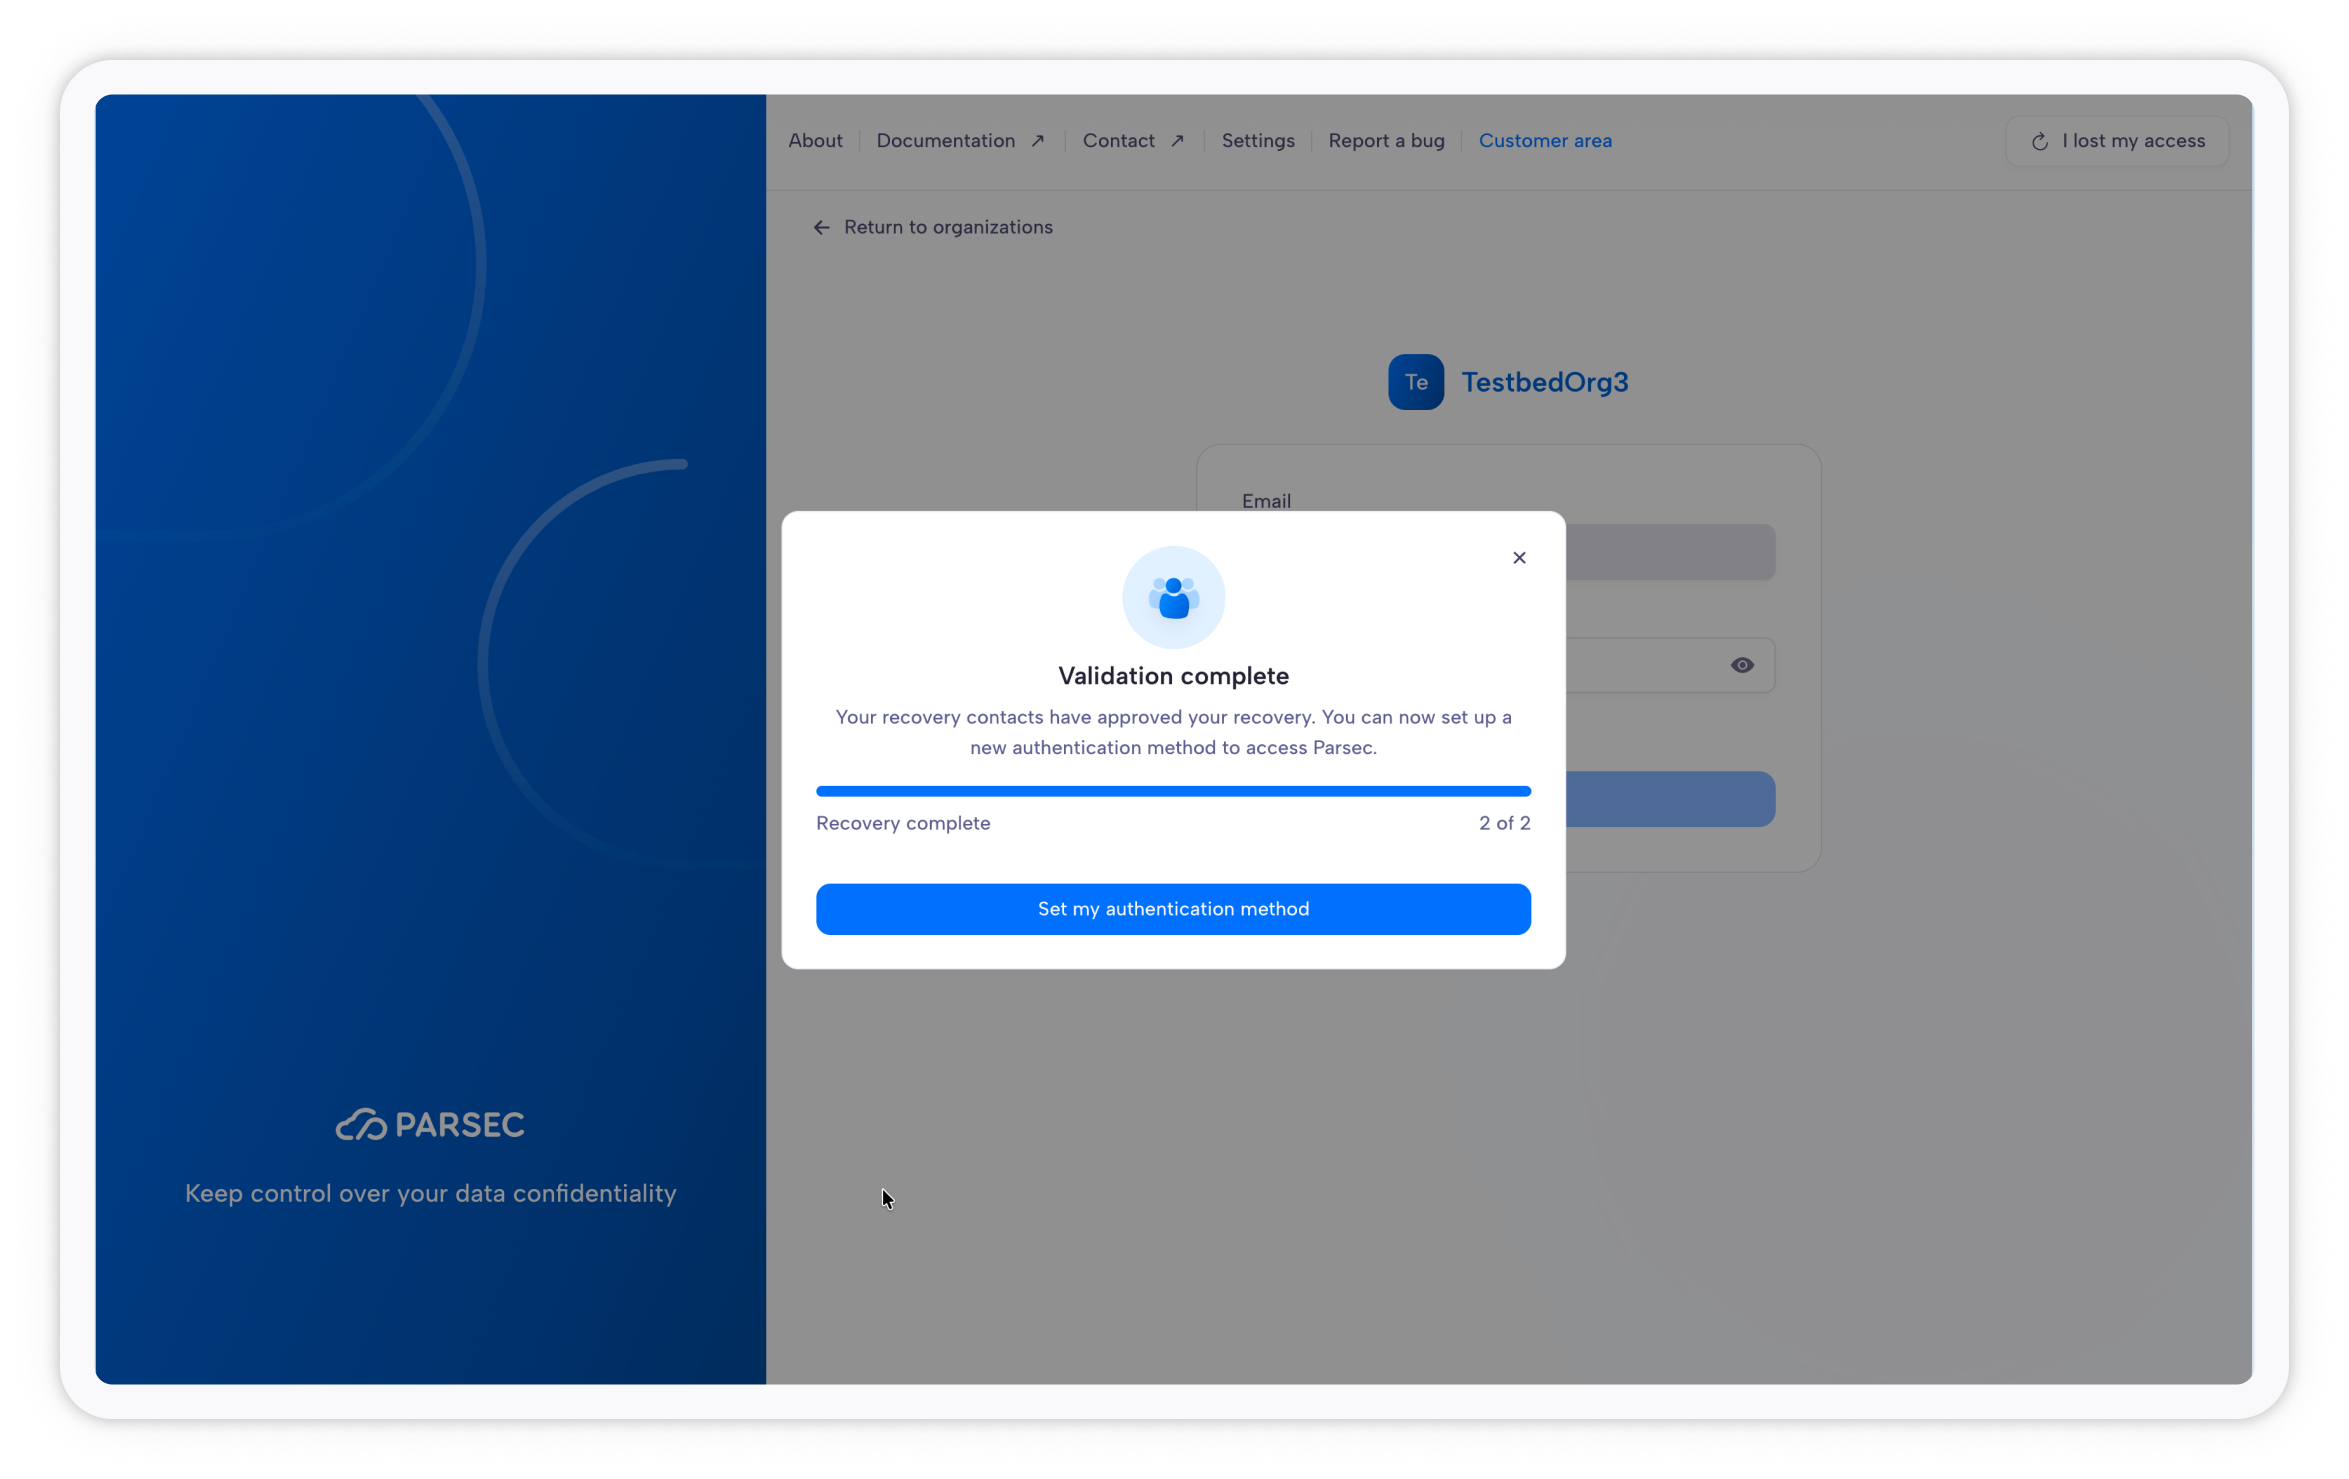 About
Documentation ↗
Contact ↗
Settings
Report a bug
Customer area
I lost my access
Return to organizations
Te
TestbedOrg3
Email
Validation complete
Your recovery contacts have approved your recovery. You can now set up a
new authentication method to access Parsec.
Recovery complete
2 of 2
Set my authentication method
PARSEC
Keep control over your data confidentiality